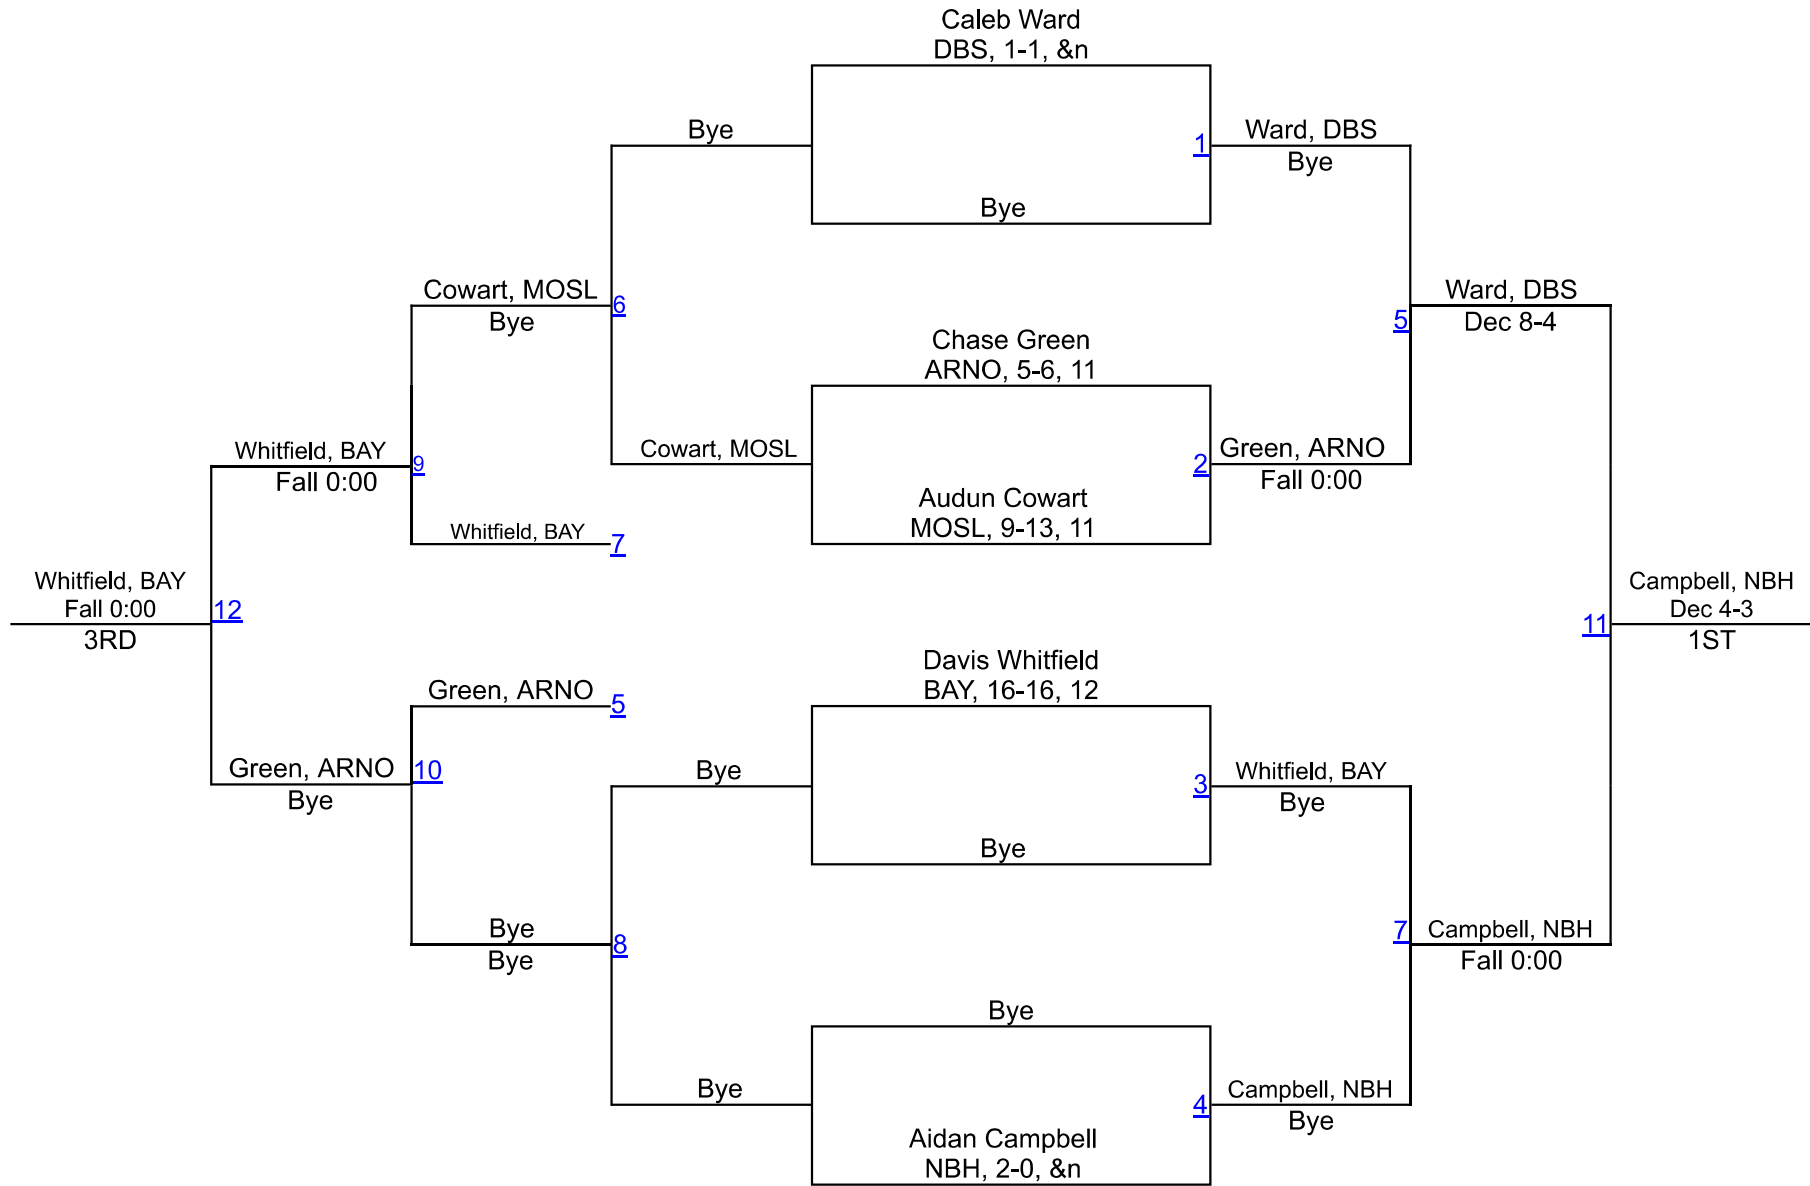 Caleb Ward
DBS, 1-1, &n
Bye
1
Ward, DBS
Bye
Bye
Cowart, MOSL
Bye
6
Ward, DBS
Dec 8-4
5
Chase Green
ARNO, 5-6, 11
Whitfield, BAY
Fall 0:00
9
Cowart, MOSL
2
Green, ARNO
Fall 0:00
Audun Cowart
MOSL, 9-13, 11
Whitfield, BAY
7
Whitfield, BAY
Fall 0:00
3RD
12
Campbell, NBH
Dec 4-3
1ST
11
Davis Whitfield
BAY, 16-16, 12
Green, ARNO
5
Green, ARNO
Bye
10
Bye
3
Whitfield, BAY
Bye
Bye
Bye
Bye
8
7
Campbell, NBH
Fall 0:00
Bye
Bye
4
Campbell, NBH
Bye
Aidan Campbell
NBH, 2-0, &n